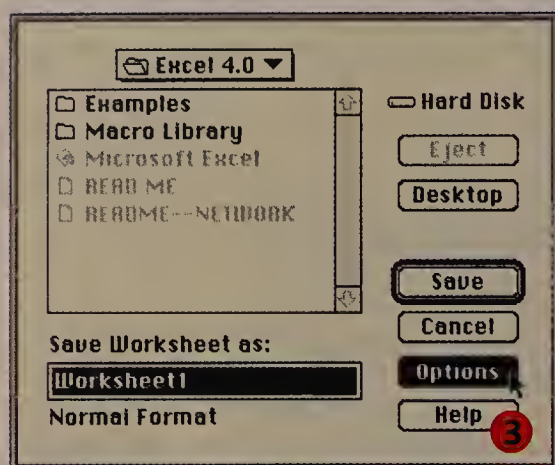 Excel 4.0
Examples
Macro Library
Microsoft Excel
READ ME
README--NETWORK
Hard Disk
Eject
Desktop
Save
Cancel
Options
Help
Save Worksheet as:
Worksheet1
Normal Format
3